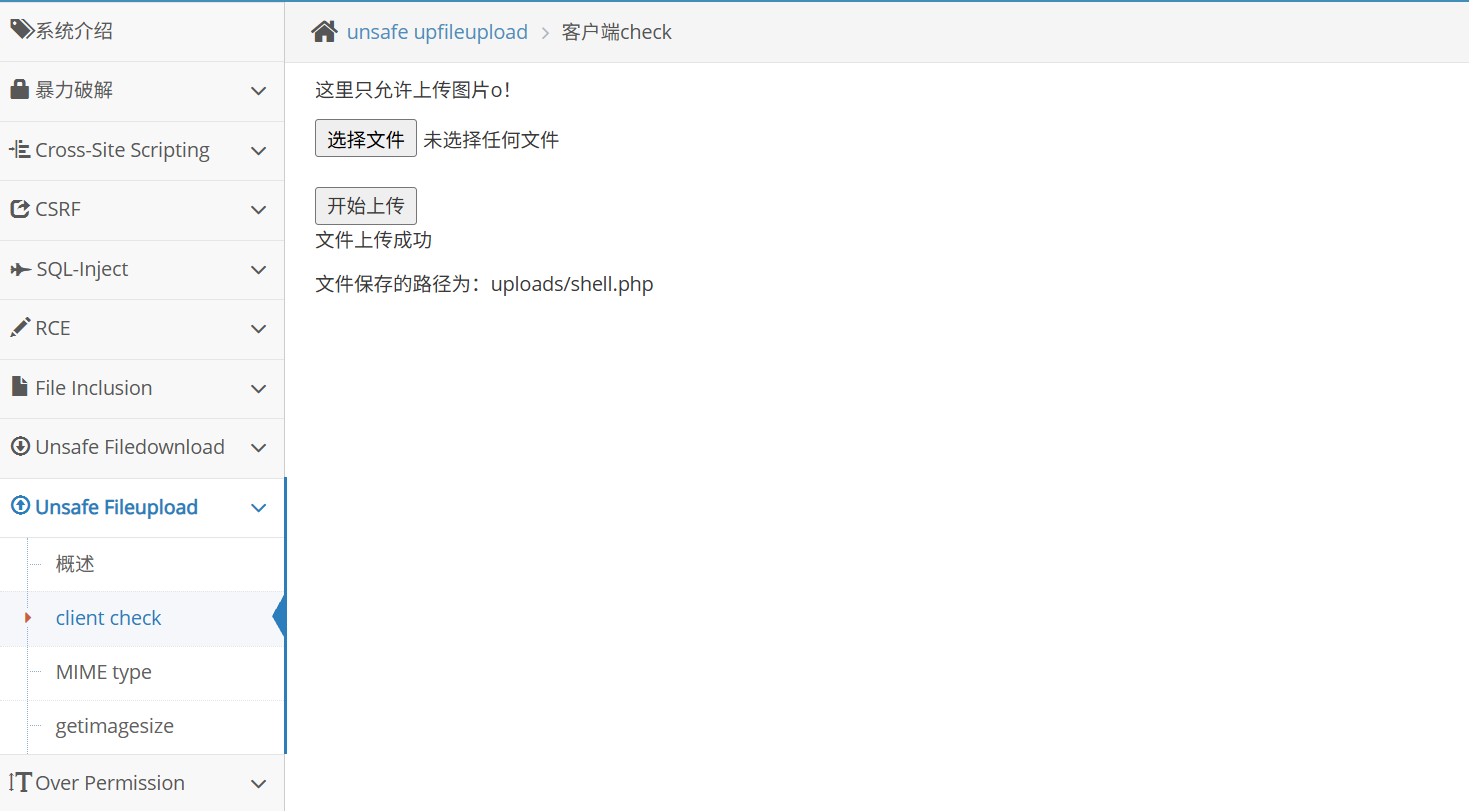 系统介绍
暴力破解
Cross-Site Scripting
CSRF
SQL-Inject
RCE
File Inclusion
Unsafe Filedownload
Unsafe Fileupload
概述
client check
MIME type
getimagesize
Over Permission
unsafe upfileupload > 客户端check
这里只允许上传图片o!
选择文件 未选择任何文件
开始上传
文件上传成功
文件保存的路径为：uploads/shell.php